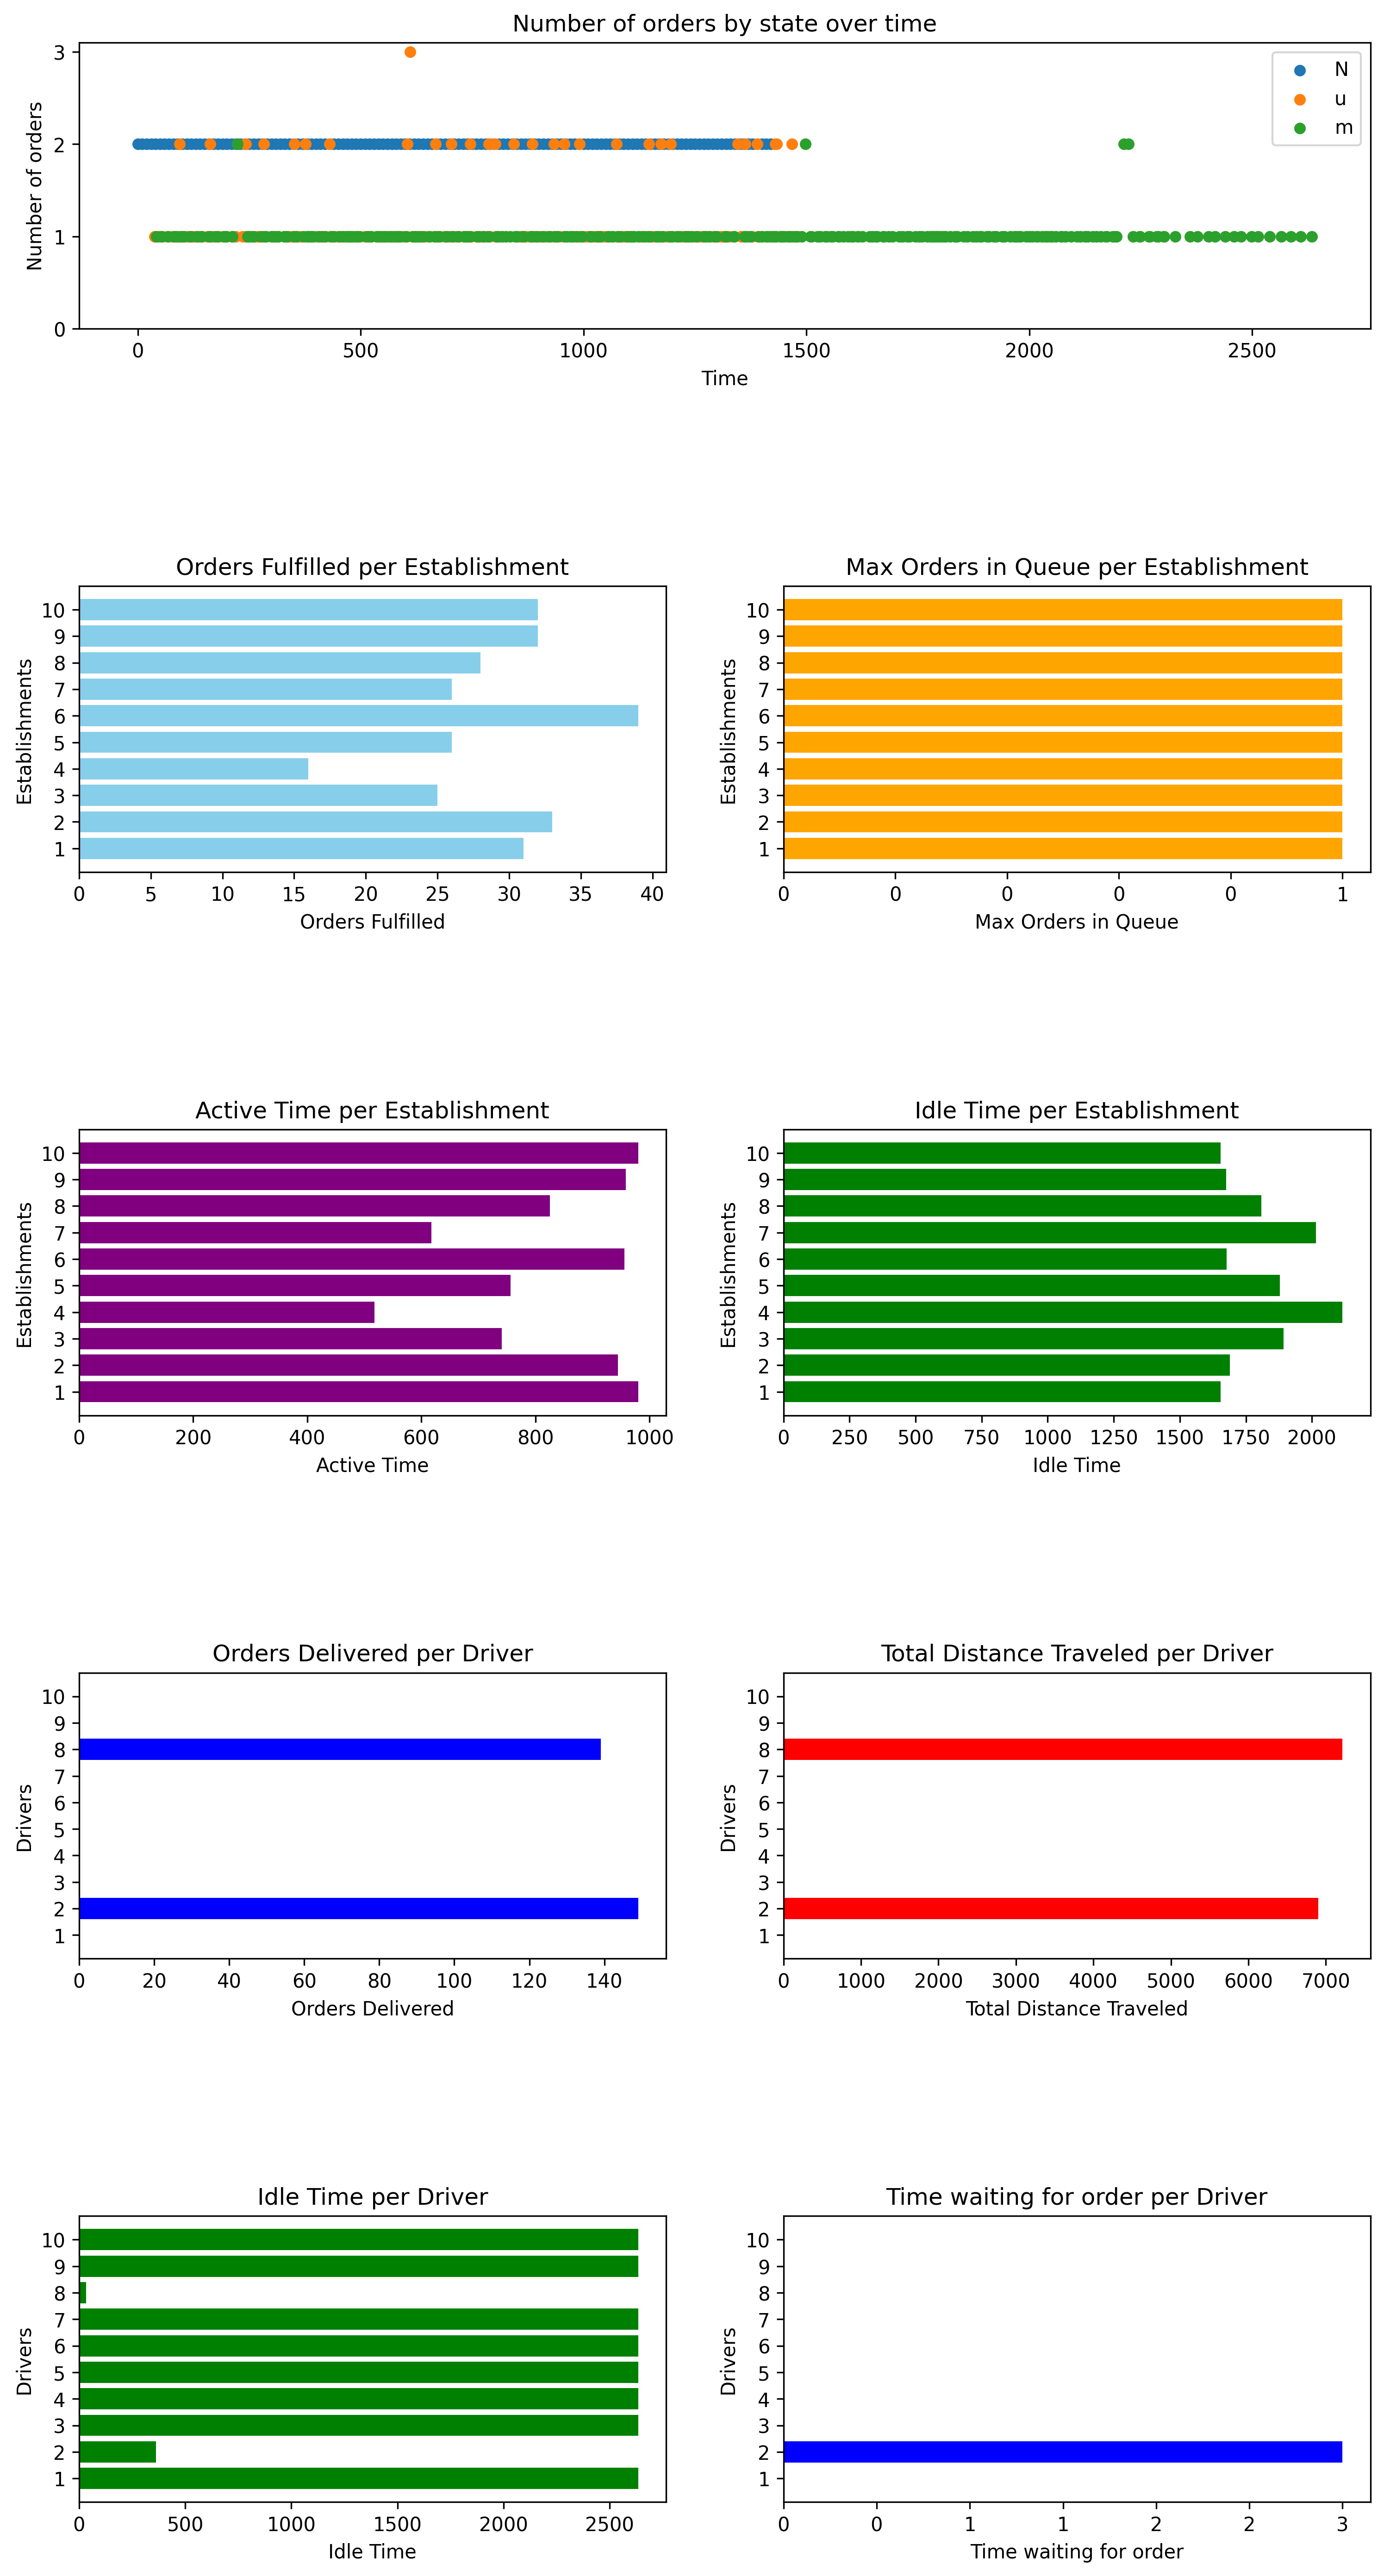 Number of orders by state over time
Number of orders
3
2
1
0
N
u
m
0 500 1000 1500 2000 2500
Time
Orders Fulfilled per Establishment
Establishments
10
9
8
7
6
5
4
3
2
1
0 5 10 15 20 25 30 35 40
Orders Fulfilled
Max Orders in Queue per Establishment
Establishments
10
9
8
7
6
5
4
3
2
1
0 0 0 0 0 1
Max Orders in Queue
Active Time per Establishment
Establishments
10
9
8
7
6
5
4
3
2
1
0 200 400 600 800 1000
Active Time
Idle Time per Establishment
Establishments
10
9
8
7
6
5
4
3
2
1
0 250 500 750 1000 1250 1500 1750 2000
Idle Time
Orders Delivered per Driver
Drivers
10
9
8
7
6
5
4
3
2
1
0 20 40 60 80 100 120 140
Orders Delivered
Total Distance Traveled per Driver
Drivers
10
9
8
7
6
5
4
3
2
1
0 1000 2000 3000 4000 5000 6000 7000
Total Distance Traveled
Idle Time per Driver
Drivers
10
9
8
7
6
5
4
3
2
1
0 500 1000 1500 2000 2500
Idle Time
Time waiting for order per Driver
Drivers
10
9
8
7
6
5
4
3
2
1
0 0 1 1 2 2 3
Time waiting for order